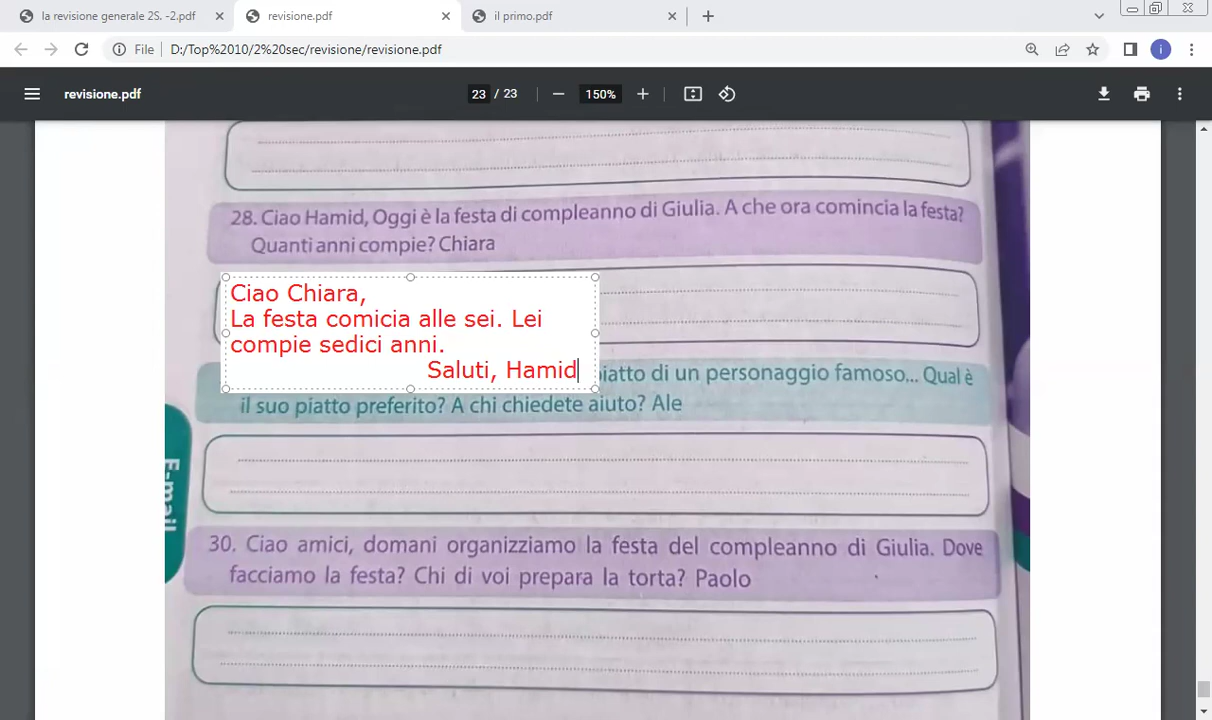 la revisione generale 2S. -2.pdf
revisione.pdf
il primo.pdf
File
D:/Top%2010/2%20sec/revisione/revisione.pdf
i
revisione.pdf
23 / 23
150%
28. Ciao Hamid, Oggi è la festa di compleanno di Giulia. A che ora comincia la festa?
Quanti anni compie? Chiara
Ciao Chiara,
La festa comicia alle sei. Lei
compie sedici anni.
Saluti, Hamid
piatto di un personaggio famoso... Qual è
il suo piatto preferito? A chi chiedete aiuto? Ale
E-mail
30. Ciao amici, domani organizziamo la festa del compleanno di Giulia. Dove
facciamo la festa? Chi di voi prepara la torta? Paolo